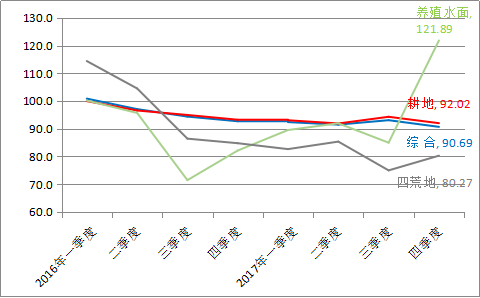 养殖水面,
121.89
130.0
120.0
110.0
100.0
90.0
80.0
70.0
60.0
耕地, 92.02
综 合, 90.69
四荒地, 80.27
2016年一季度
二季度
三季度
四季度
2017年一季度
二季度
三季度
四季度